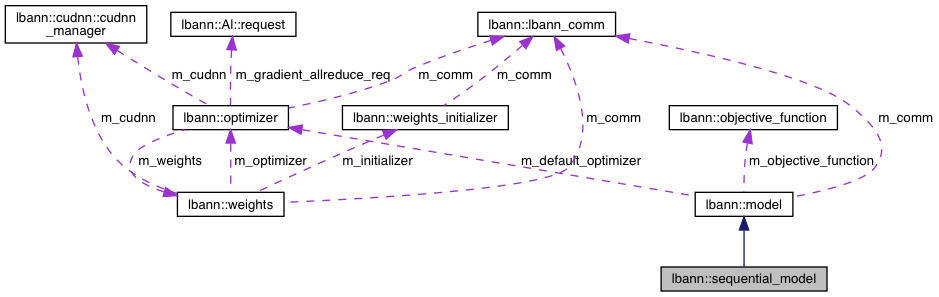 lbann::cudnn::cudnn
_manager
lbann::Al::request
lbann::lbann_comm
m_cudnn
m_gradient_allreduce_req
m_comm
m_comm
m_cudnn
lbann::optimizer
lbann::weights_initializer
m_comm
lbann::objective_function
m_comm
m_weights
m_optimizer
m_initializer
m_default_optimizer
m_objective_function
lbann::weights
lbann::model
lbann::sequential_model